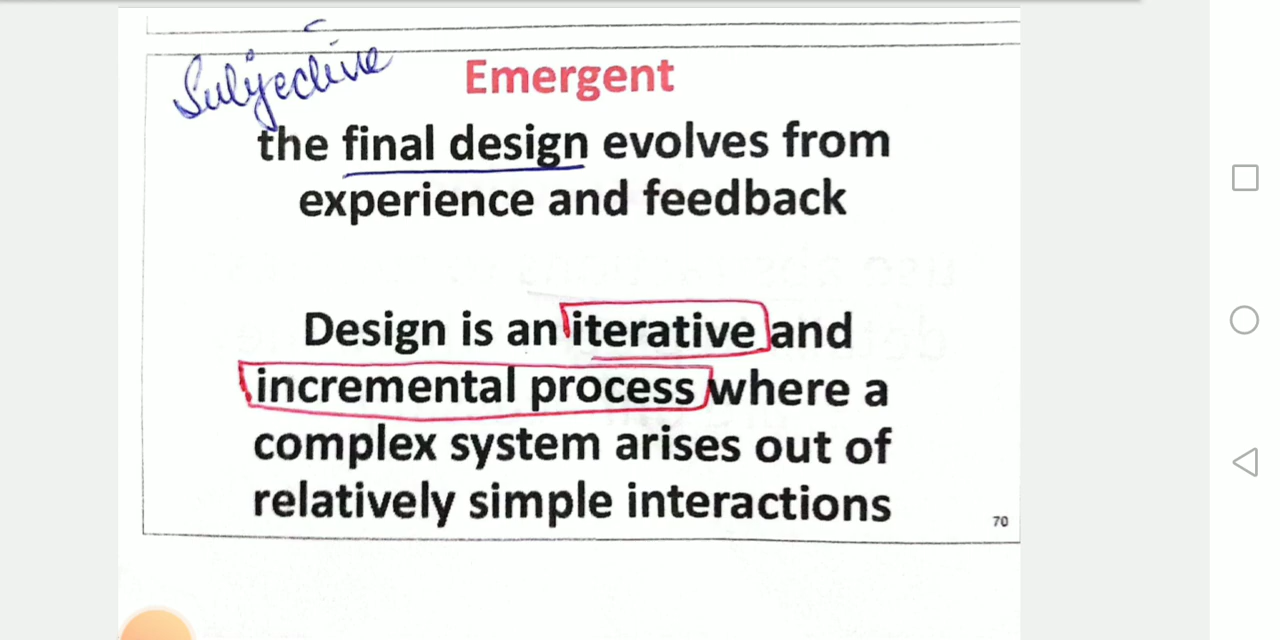 Subjective
Emergent
the final design evolves from
experience and feedback
Design is an iterative and
incremental process where a
complex system arises out of
relatively simple interactions
70